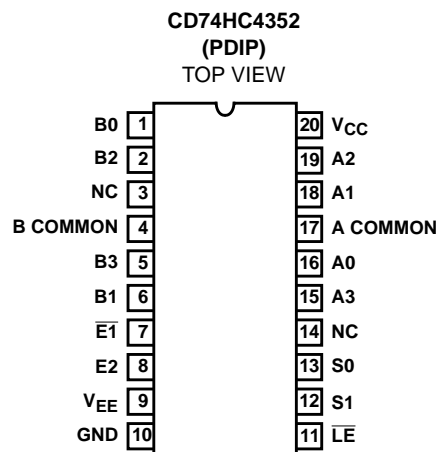 CD74HC4352
(PDIP)
TOP VIEW
B0 1 20 VCC
B2 2 19 A2
NC 3 18 A1
B COMMON 4 17 A COMMON
B3 5 16 A0
B1 6 15 A3
E̅1̅ 7 14 NC
E2 8 13 S0
VEE 9 12 S1
GND 10 11 L̅E̅